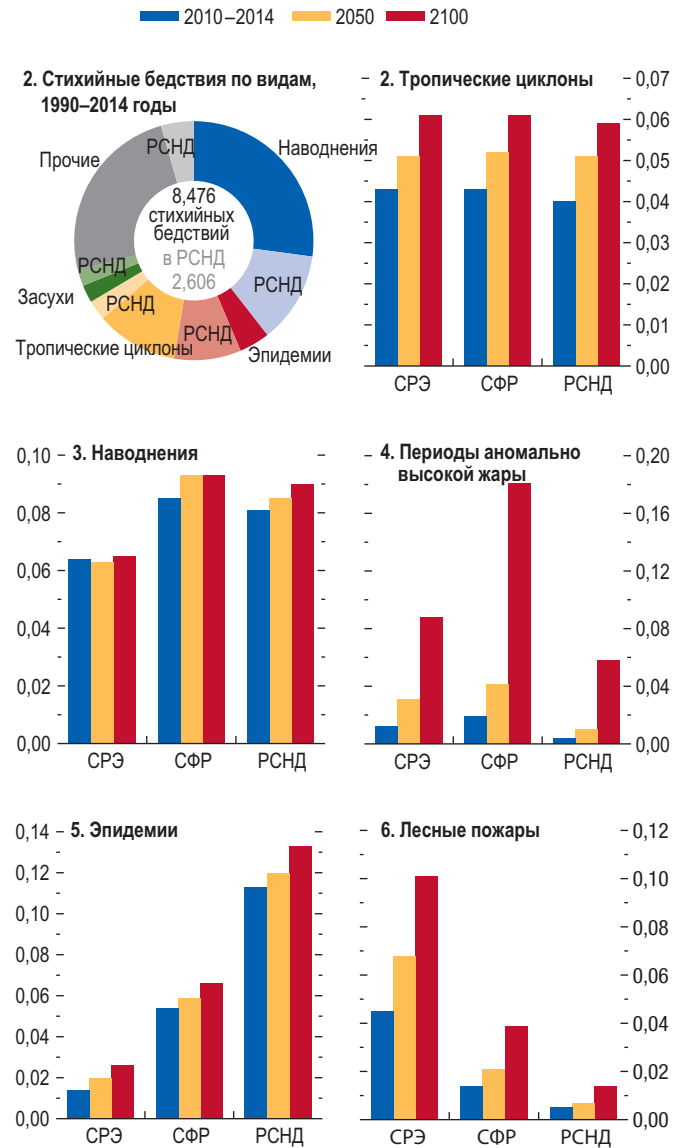 2010–2014 2050 2100
2. Стихийные бедствия по видам,
1990–2014 годы
РСНД
Наводнения
Прочие
8,476
стихийных
бедствий
в РСНД
2,606
РСНД
РСНД
Засухи
РСНД
РСНД
Тропические циклоны
Эпидемии
2. Тропические циклоны
0,07
0,06
0,05
0,04
0,03
0,02
0,01
0,00
СРЭ СФР РСНД
3. Наводнения
0,10
0,08
0,06
0,04
0,02
0,00
СРЭ СФР РСНД
4. Периоды аномально
высокой жары
0,20
0,16
0,12
0,08
0,04
0,00
СРЭ СФР РСНД
5. Эпидемии
0,14
0,12
0,10
0,08
0,06
0,04
0,02
0,00
СРЭ СФР РСНД
6. Лесные пожары
0,12
0,10
0,08
0,06
0,04
0,02
0,00
СРЭ СФР РСНД